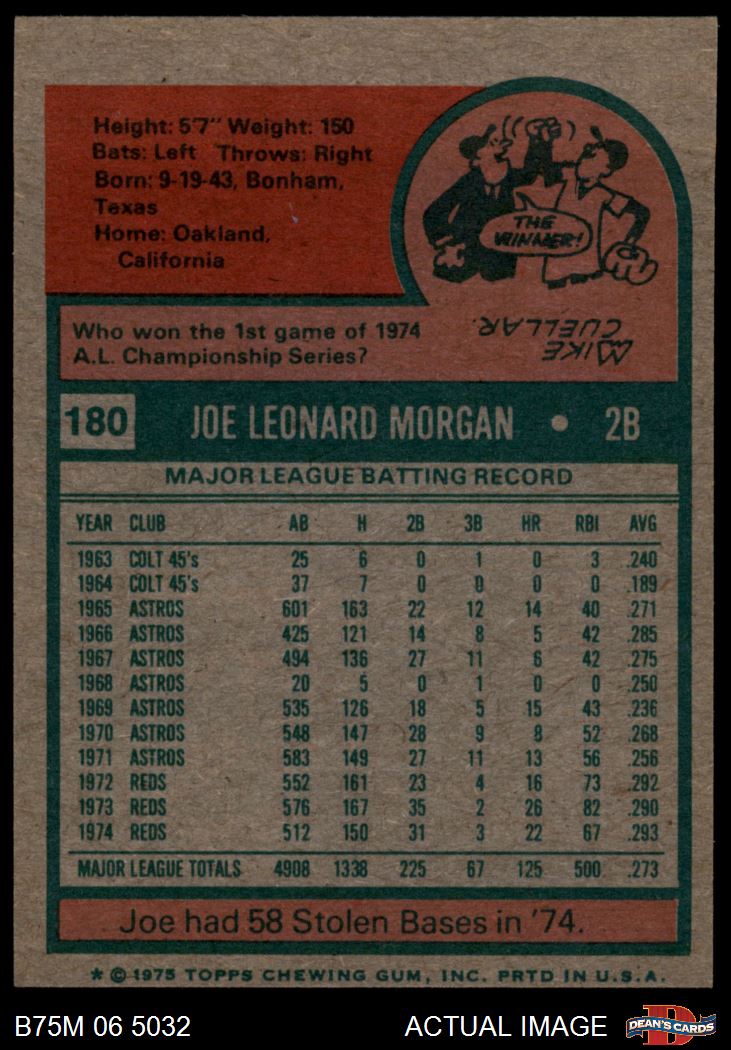 Height: 5'7" Weight: 150
Bats: Left Throws: Right
Born: 9-19-43, Bonham,
Texas
Home: Oakland,
California
THE
WINNER!
Who won the 1st game of 1974
A.L. Championship Series?
MIKE
CUELLAR.
180 JOE LEONARD MORGAN • 2B
MAJOR LEAGUE BATTING RECORD
YEAR CLUB AB H 2B 3B HR RBI AVG
1963 COLT 45's 25 6 0 1 0 3 .240
1964 COLT 45's 37 7 0 0 0 0 .189
1965 ASTROS 601 163 22 12 14 40 .271
1966 ASTROS 425 121 14 8 5 42 .285
1967 ASTROS 494 136 27 11 6 42 .275
1968 ASTROS 20 5 0 1 0 0 .250
1969 ASTROS 535 126 18 5 15 43 .236
1970 ASTROS 548 147 28 9 8 52 .268
1971 ASTROS 583 149 27 11 13 56 .256
1972 REDS 552 161 23 4 16 73 .292
1973 REDS 576 167 35 2 26 82 .290
1974 REDS 512 150 31 3 22 67 .293
MAJOR LEAGUE TOTALS 4908 1338 225 67 125 500 .273
Joe had 58 Stolen Bases in '74.
* © 1975 TOPPS CHEWING GUM, INC. PRTD IN U.S.A.
B75M 06 5032 ACTUAL IMAGE DEAN'S CARDS